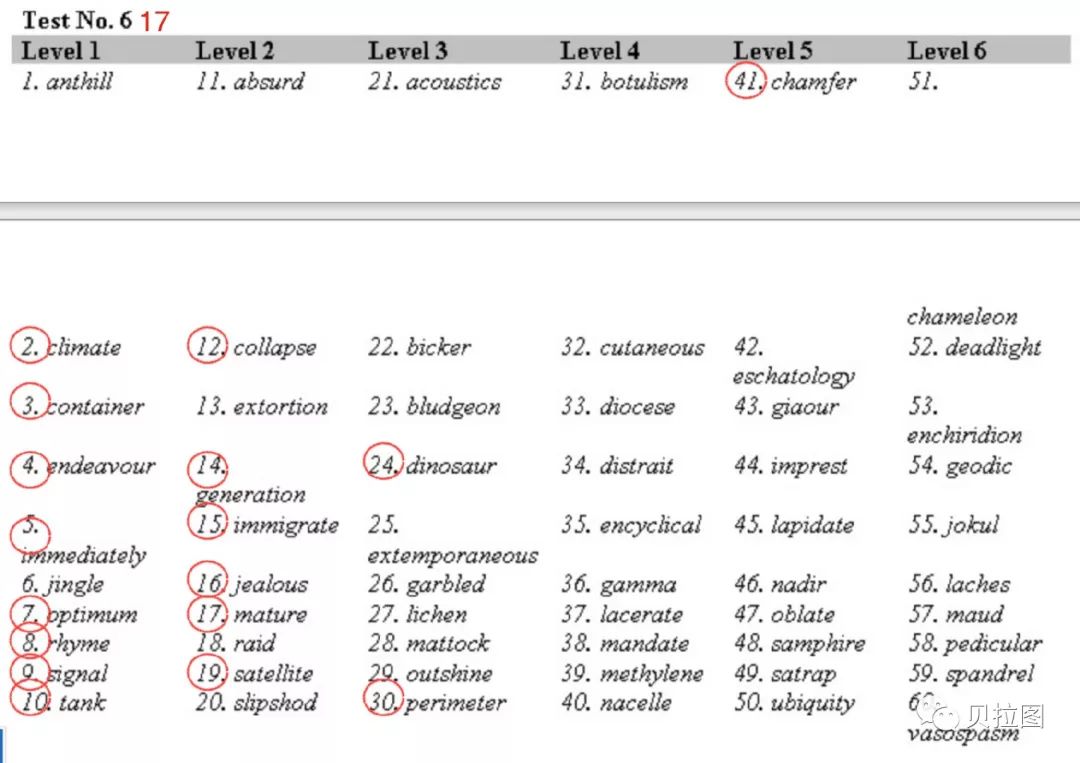 Test No. 6 17
Level 1 Level 2 Level 3 Level 4 Level 5 Level 6
1. anthill 11. absurd 21. acoustics 31. botulism 41. chamfer 51.
chameleon
2. climate 12. collapse 22. bicker 32. cutaneous 42. 52. deadlight
eschatology
3. container 13. extortion 23. bludgeon 33. diocese 43. giaour 53.
enchiridion
4. endeavour 14. 24. dinosaur 34. distrait 44. imprest 54. geodic
generation
5. 15. immigrate 25. 35. encyclical 45. lapidate 55. jokul
immediately extemporaneous
6. jingle 16. jealous 26. garbled 36. gamma 46. nadir 56. laches
7. optimum 17. mature 27. lichen 37. lacerate 47. oblate 57. maud
8. rhyme 18. raid 28. mattock 38. mandate 48. samphire 58. pedicular
9. signal 19. satellite 29. outshine 39. methylene 49. satrap 59. spandrel
10. tank 20. slipshod 30. perimeter 40. nacelle 50. ubiquity 60.
vasospasm
贝拉图